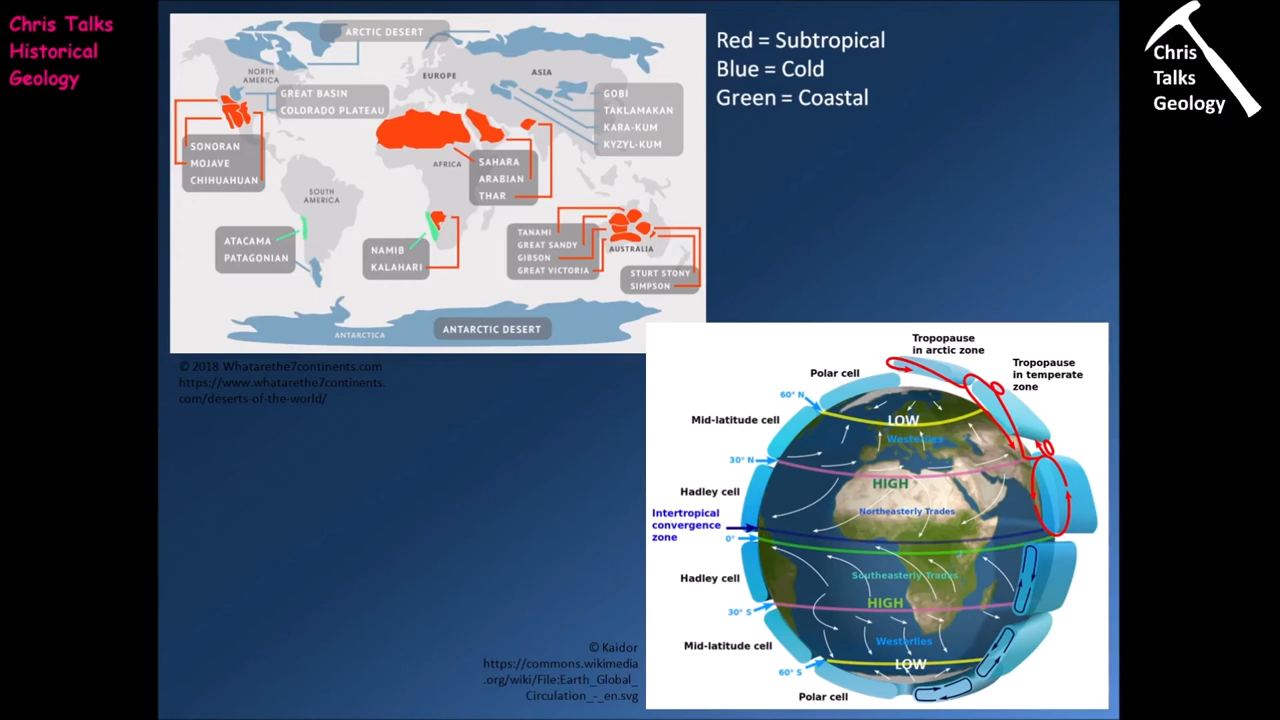 Chris Talks
Historical
Geology
ARCTIC DESERT
NORTH
AMERICA
EUROPE
ASIA
GREAT BASIN
COLORADO PLATEAU
GOBI
TAKLAMAKAN
KARA-KUM
KYZYL-KUM
SONORAN
MOJAVE
CHIHUAHUAN
AFRICA
SAHARA
ARABIAN
THAR
SOUTH
AMERICA
ATACAMA
PATAGONIAN
NAMIB
KALAHARI
TANAMI
GREAT SANDY
GIBSON
GREAT VICTORIA
AUSTRALIA
STURT STONY
SIMPSON
ANTARCTICA
ANTARCTIC DESERT
© 2018 Whatarethe7continents.com
https://www.whatarethe7continents.
com/deserts-of-the-world/
Red = Subtropical
Blue = Cold
Green = Coastal
Chris
Talks
Geology
Tropopause
in arctic zone
Tropopause
in temperate
zone
Polar cell
60° N
Mid-latitude cell
LOW
Westerlies
30° N
HIGH
Hadley cell
Northeasterly Trades
Intertropical
convergence
zone
0°
Hadley cell
Southeasterly Trades
HIGH
30° S
Mid-latitude cell
Westerlies
LOW
60° S
Polar cell
© Kaidor
https://commons.wikimedia
.org/wiki/File:Earth_Global_
Circulation_-_en.svg